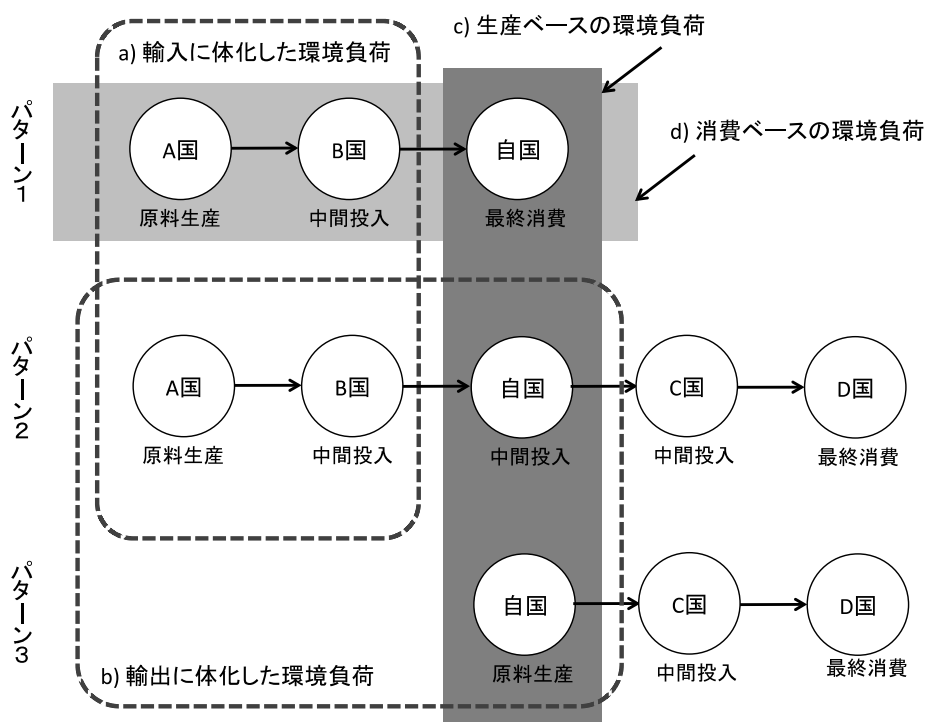 c) 生産ベースの環境負荷
a) 輸入に体化した環境負荷
d) 消費ベースの環境負荷
パターン1
A国
B国
自国
原料生産
中間投入
最終消費
パターン2
A国
B国
自国
C国
D国
原料生産
中間投入
中間投入
中間投入
最終消費
パターン3
自国
C国
D国
原料生産
中間投入
最終消費
b) 輸出に体化した環境負荷